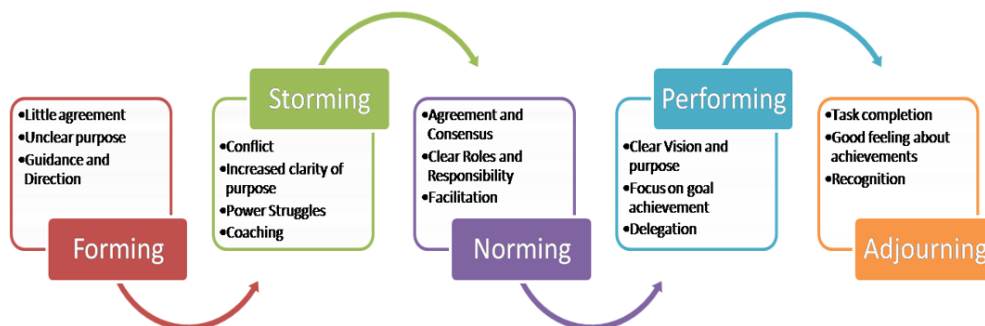 •Little agreement
•Unclear purpose
•Guidance and
Direction
Forming
Storming
•Conflict
•Increased clarity of
purpose
•Power Struggles
•Coaching
•Agreement and
Consensus
•Clear Roles and
Responsibility
•Facilitation
Norming
Performing
•Clear Vision and
purpose
•Focus on goal
achievement
•Delegation
•Task completion
•Good feeling about
achievements
•Recognition
Adjourning